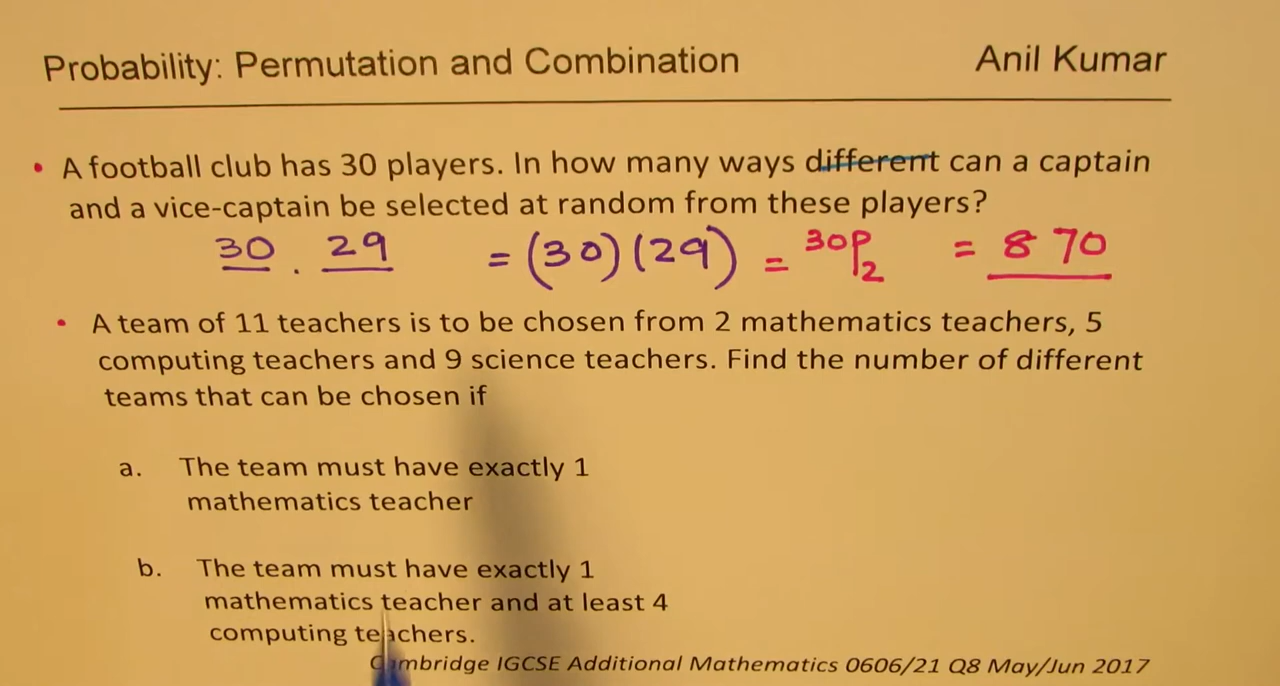 Probability: Permutation and Combination Anil Kumar
• A football club has 30 players. In how many ways different can a captain
and a vice-captain be selected at random from these players?
30 . 29 = (30)(29) = 30P2 = 870
• A team of 11 teachers is to be chosen from 2 mathematics teachers, 5
computing teachers and 9 science teachers. Find the number of different
teams that can be chosen if
a. The team must have exactly 1
mathematics teacher
b. The team must have exactly 1
mathematics teacher and at least 4
computing teachers.
Cambridge IGCSE Additional Mathematics 0606/21 Q8 May/Jun 2017